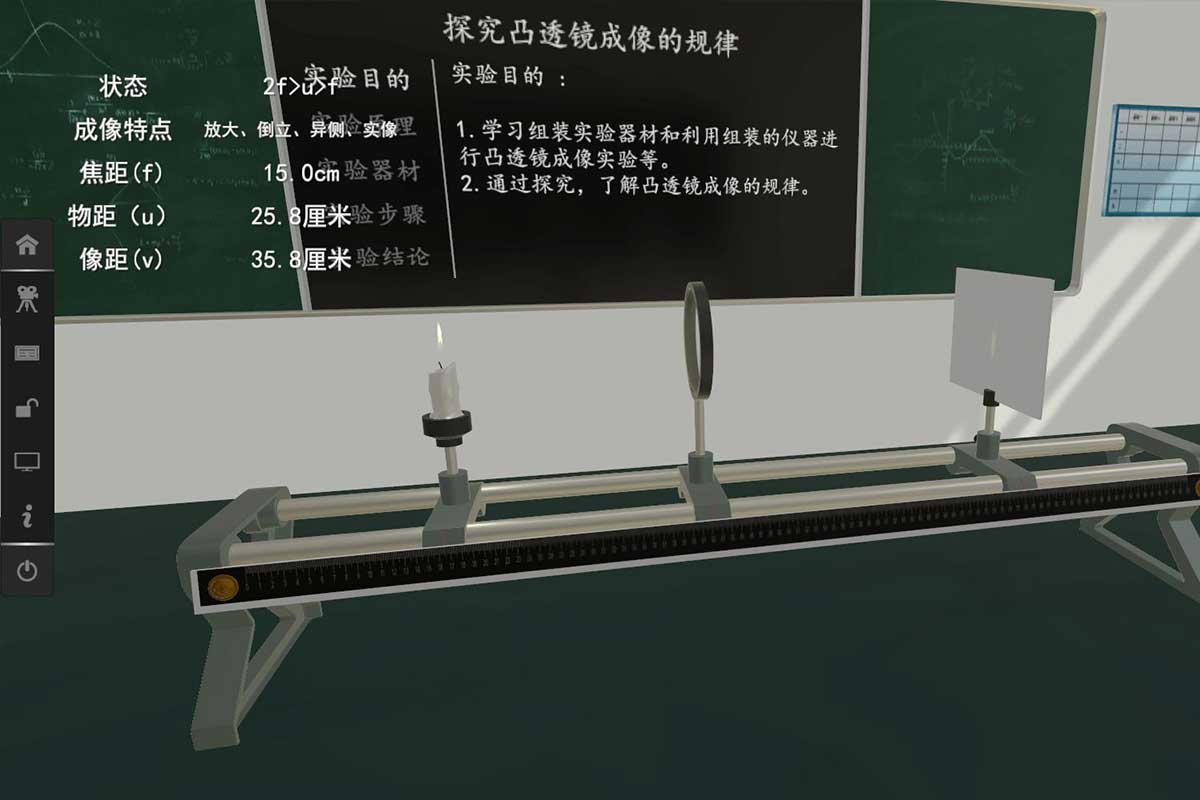 探究凸透镜成像的规律
状态 2f>u>f
成像特点 放大、倒立、异侧、实像
焦距(f) 15.0cm
物距（u） 25.8厘米
像距(v) 35.8厘米
实验目的
实验原理
实验器材
实验步骤
实验结论
实验目的：
1.学习组装实验器材和利用组装的仪器进
行凸透镜成像实验等。
2.通过探究，了解凸透镜成像的规律。